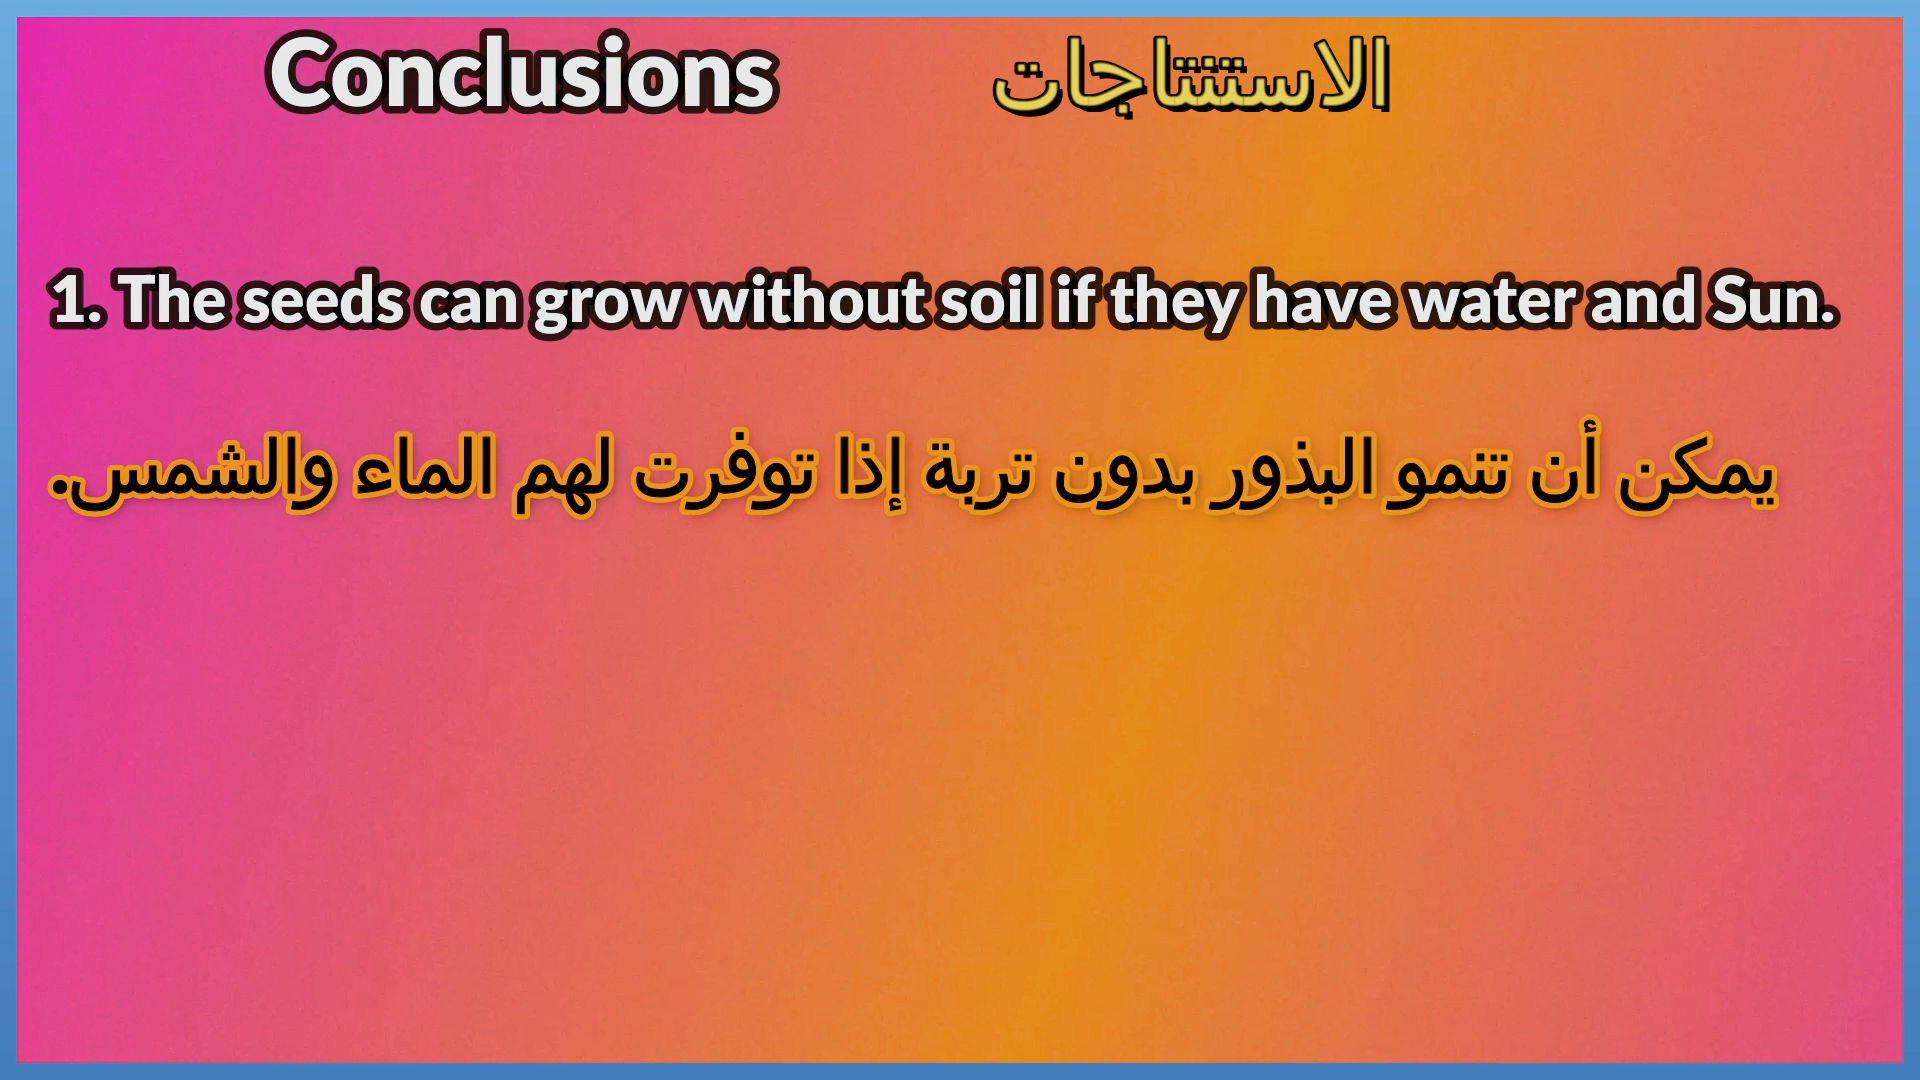 Conclusions الاستنتاجات
1. The seeds can grow without soil if they have water and Sun.
يمكن أن تنمو البذور بدون تربة إذا توفرت لهم الماء والشمس.